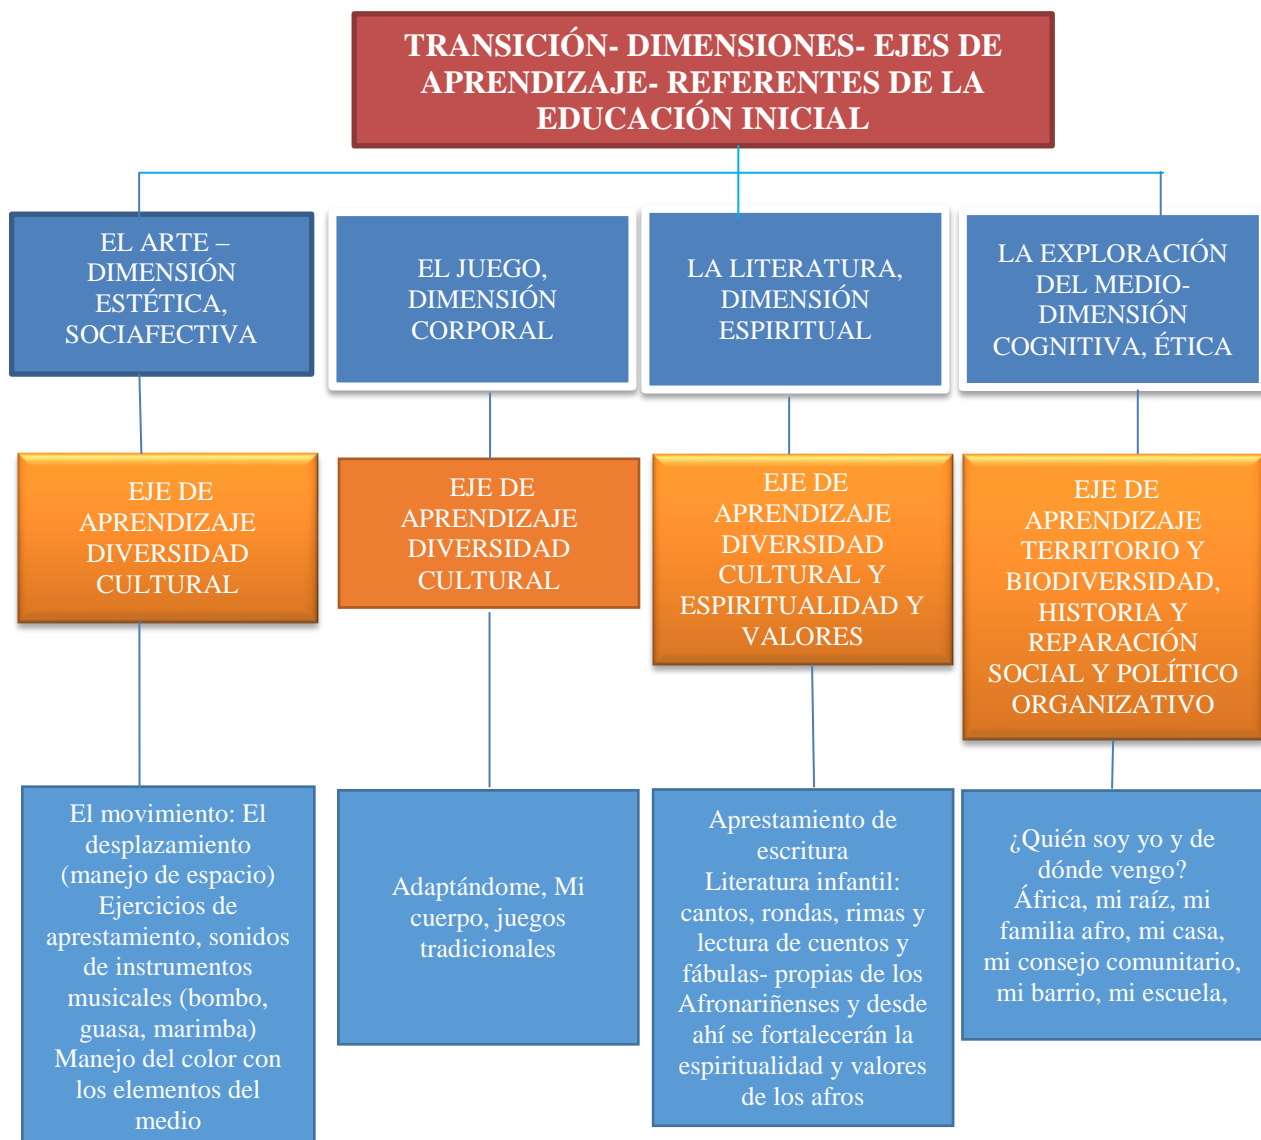 TRANSICIÓN- DIMENSIONES- EJES DE
APRENDIZAJE- REFERENTES DE LA
EDUCACIÓN INICIAL
EL ARTE –
DIMENSIÓN
ESTÉTICA,
SOCIAFECTIVA
EL JUEGO,
DIMENSIÓN
CORPORAL
LA LITERATURA,
DIMENSIÓN
ESPIRITUAL
LA EXPLORACIÓN
DEL MEDIO-
DIMENSIÓN
COGNITIVA, ÉTICA
EJE DE
APRENDIZAJE
DIVERSIDAD
CULTURAL
EJE DE
APRENDIZAJE
DIVERSIDAD
CULTURAL
EJE DE
APRENDIZAJE
DIVERSIDAD
CULTURAL Y
ESPIRITUALIDAD Y
VALORES
EJE DE
APRENDIZAJE
TERRITORIO Y
BIODIVERSIDAD,
HISTORIA Y
REPARACIÓN
SOCIAL Y POLÍTICO
ORGANIZATIVO
El movimiento: El
desplazamiento
(manejo de espacio)
Ejercicios de
aprestamiento, sonidos
de instrumentos
musicales (bombo,
guasa, marimba)
Manejo del color con
los elementos del
medio
Adaptándome, Mi
cuerpo, juegos
tradicionales
Aprestamiento de
escritura
Literatura infantil:
cantos, rondas, rimas y
lectura de cuentos y
fábulas- propias de los
Afronariñenses y desde
ahí se fortalecerán la
espiritualidad y valores
de los afros
¿Quién soy yo y de
dónde vengo?
África, mi raíz, mi
familia afro, mi casa,
mi consejo comunitario,
mi barrio, mi escuela,